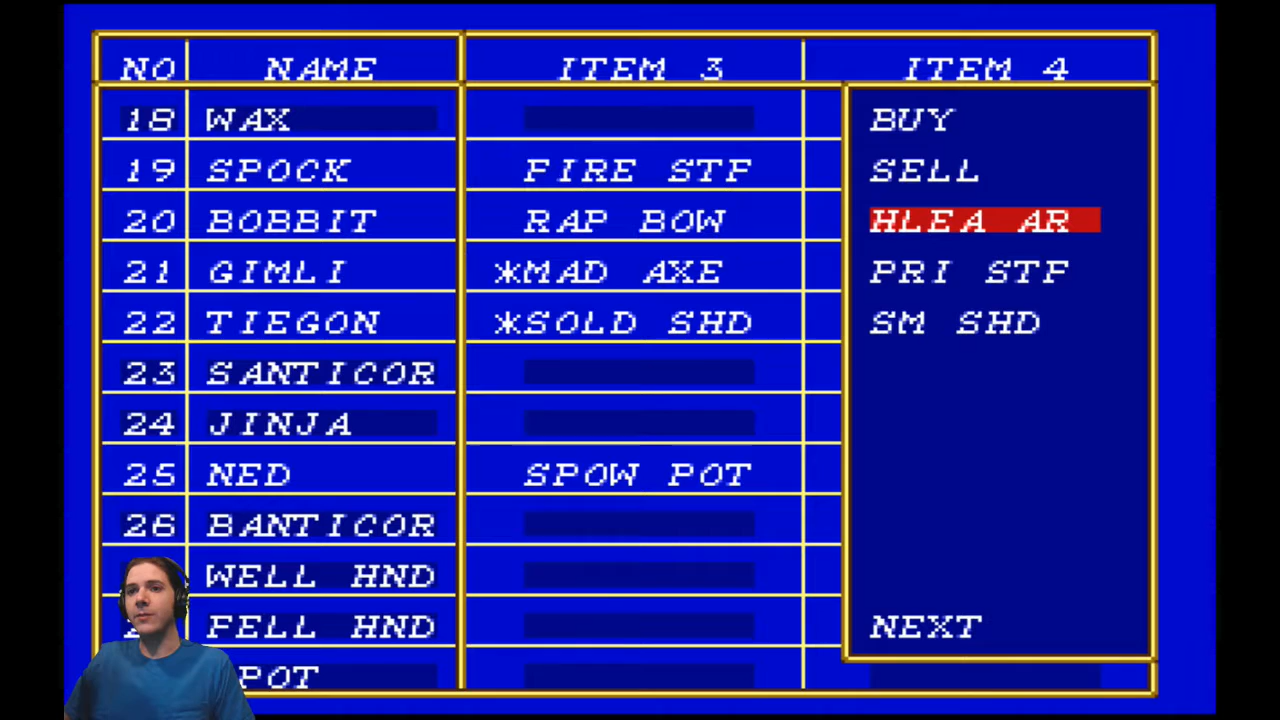 NO NAME ITEM 3 ITEM 4
18 WAX
19 SPOCK FIRE STF
20 BOBBIT RAP BOW
21 GIMLI *MAD AXE
22 TIEGON *SOLD SHD
23 SANTICOR
24 JINJA
25 NED SPOW POT
26 BANTICOR
WELL HND
FELL HND
POT
BUY
SELL
HLEA AR
PRI STF
SM SHD
NEXT